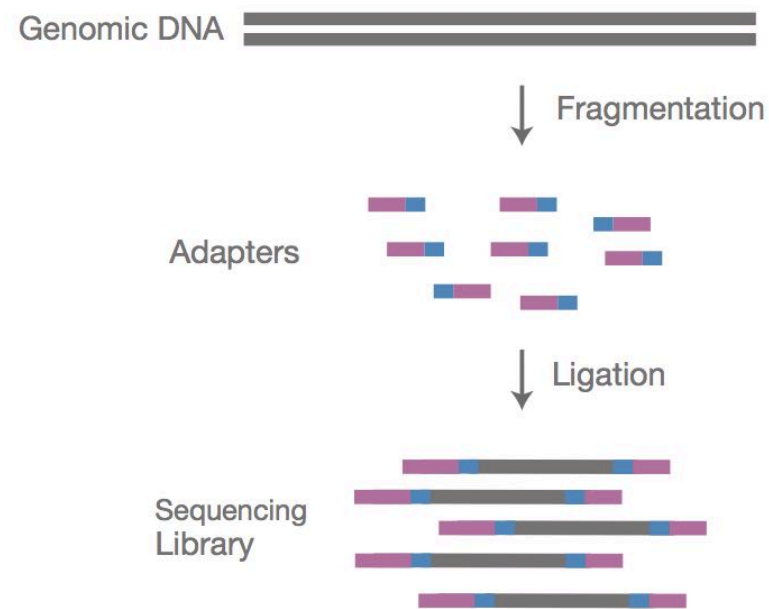 Genomic DNA
Fragmentation
Adapters
Ligation
Sequencing
Library